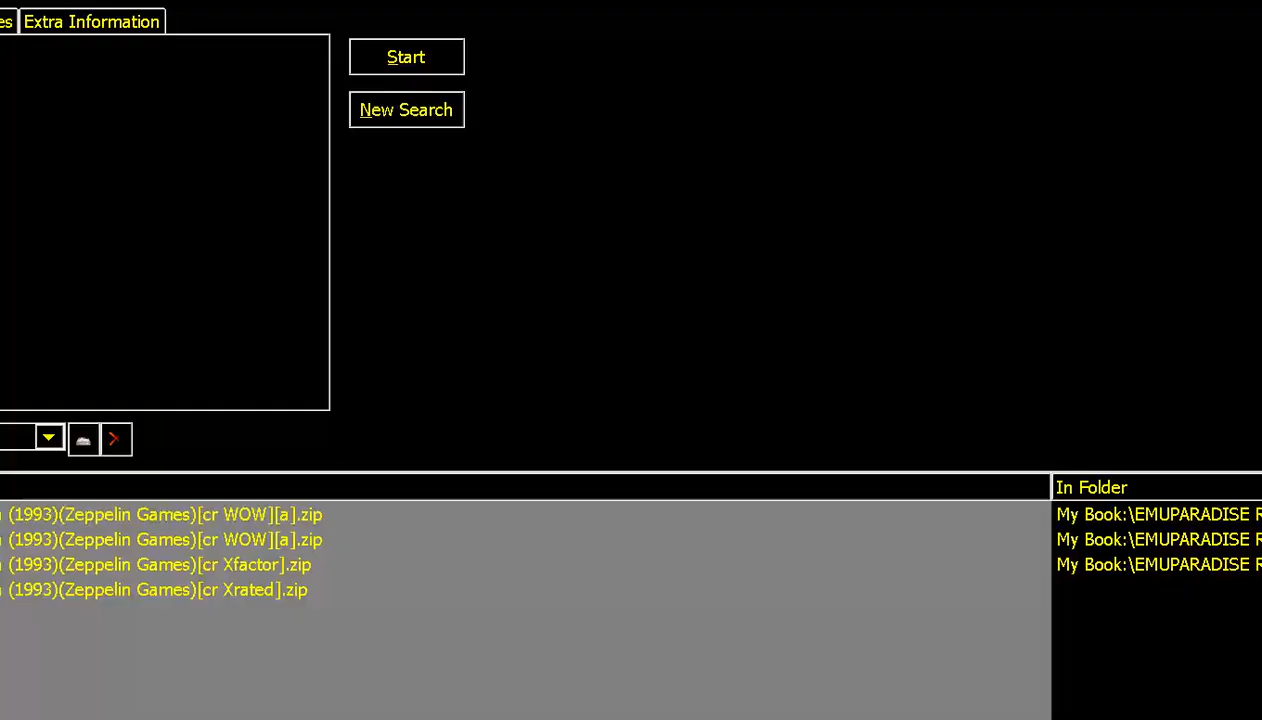 es Extra Information
Start
New Search
In Folder
(1993)(Zeppelin Games)[cr WOW][a].zip My Book:\EMUPARADISE R
(1993)(Zeppelin Games)[cr WOW][a].zip My Book:\EMUPARADISE R
(1993)(Zeppelin Games)[cr Xfactor].zip My Book:\EMUPARADISE R
(1993)(Zeppelin Games)[cr Xrated].zip